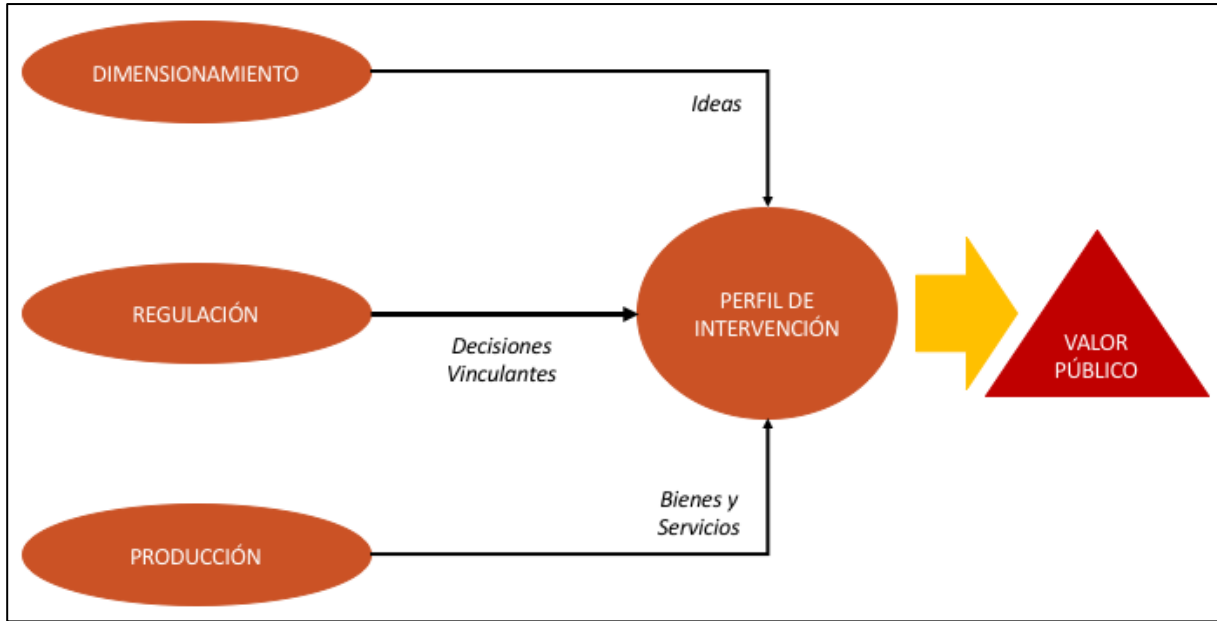 DIMENSIONAMIENTO
Ideas
REGULACIÓN
Decisiones
Vinculantes
PERFIL DE
INTERVENCIÓN
VALOR
PÚBLICO
Bienes y
Servicios
PRODUCCIÓN